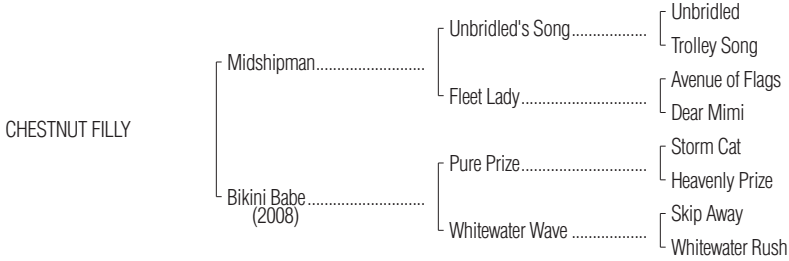 Unbridled
Unbridled's Song
Trolley Song
Midshipman
Avenue of Flags
Fleet Lady
Dear Mimi
CHESTNUT FILLY
Storm Cat
Pure Prize
Heavenly Prize
Bikini Babe
(2008)
Skip Away
Whitewater Wave
Whitewater Rush